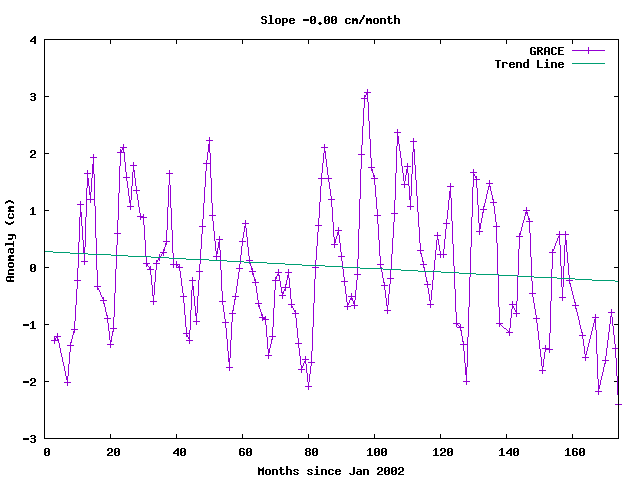 Slope -0.00 cm/month
GRACE
Trend Line
4
3
2
1
0
-1
-2
-3
Anomaly (cm)
0 20 40 60 80 100 120 140 160
Months since Jan 2002